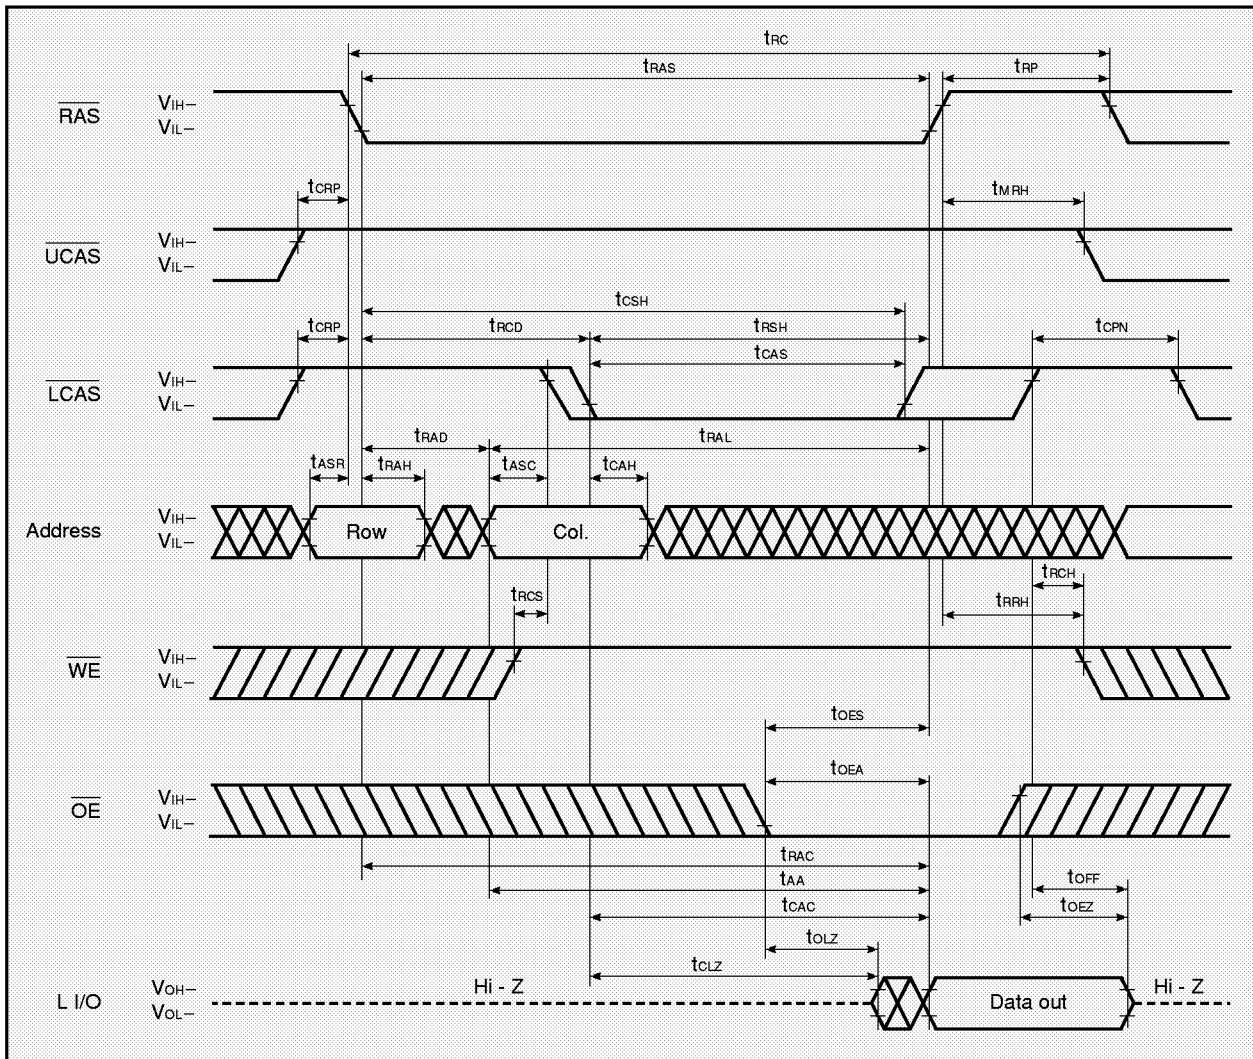 tRC
tRAS
tRP
RAS
VIH–
VIL–
tCRP
tMRH
UCAS
VIH–
VIL–
tCSH
tCRP
tRCD
tRSH
tCPN
tCAS
LCAS
VIH–
VIL–
tRAD
tRAL
tASR
tRAH
tASC
tCAH
Address
VIH–
VIL–
Row
Col.
tRCH
tRCS
tRRH
WE
VIH–
VIL–
tOES
tOEA
OE
VIH–
VIL–
tRAC
tAA
tOFF
tCAC
tOEZ
tOLZ
tCLZ
L I/O
VOH–
VOL–
Hi - Z
Data out
Hi - Z